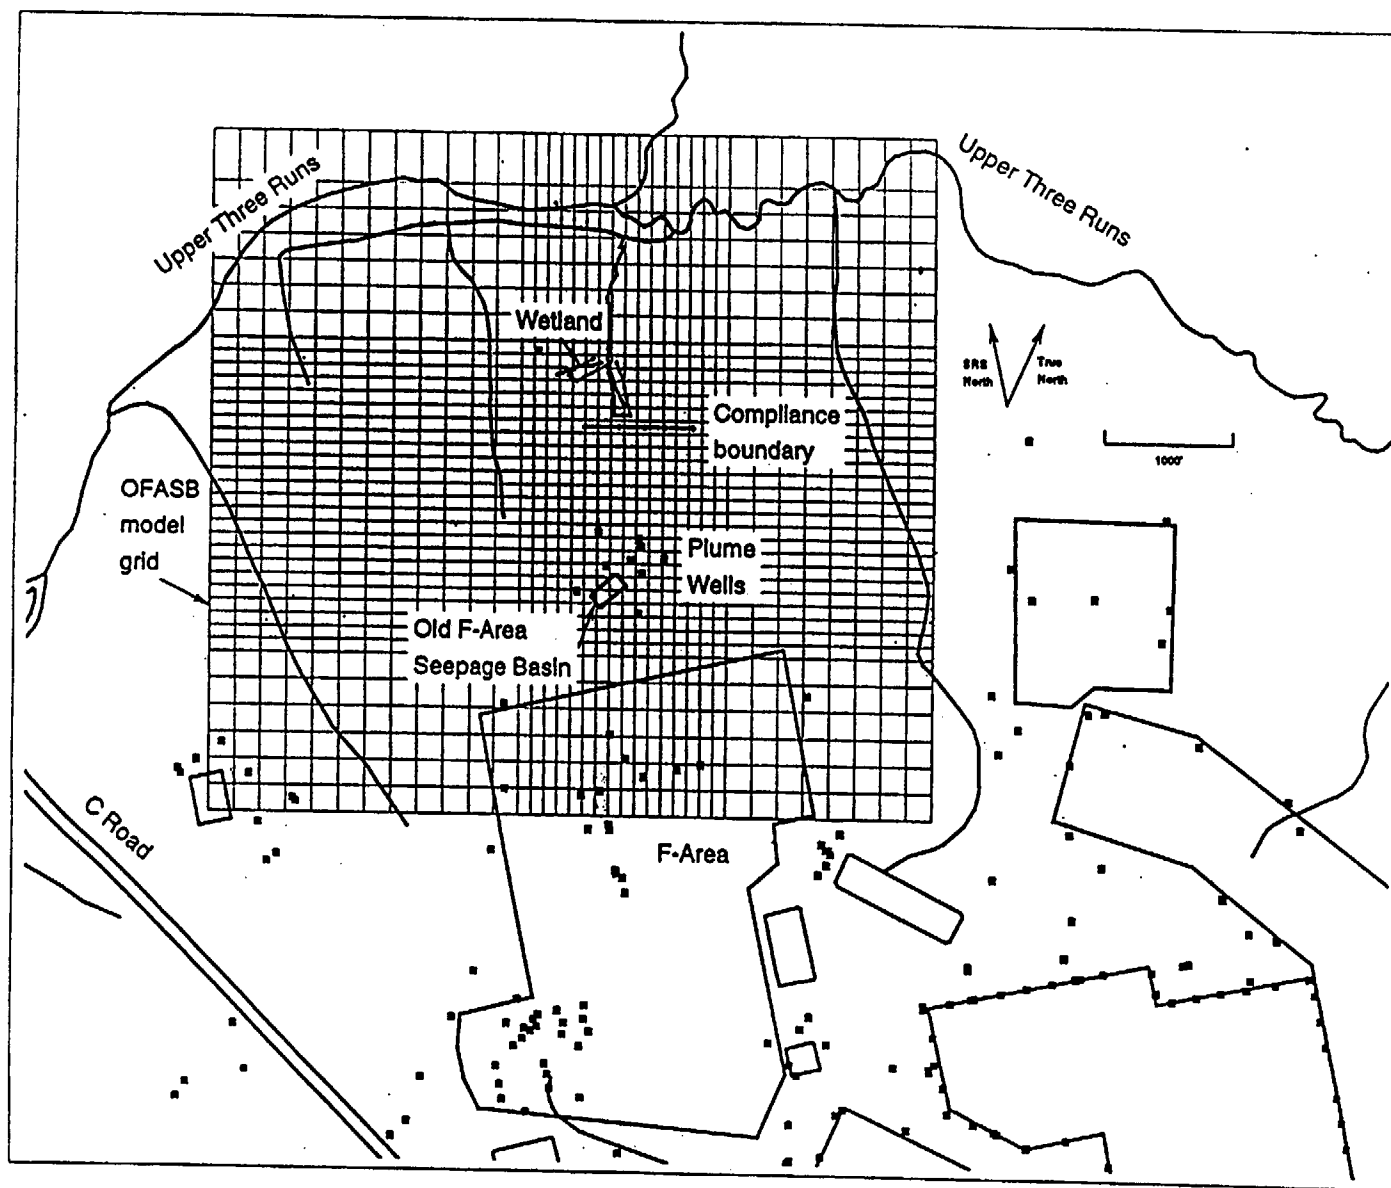 Upper Three Runs
Upper Three Runs
Wetland
SRS
North
True
North
Compliance
boundary
1000'
OFASB
model
grid
Plume
Wells
Old F-Area
Seepage Basin
C Road
F-Area